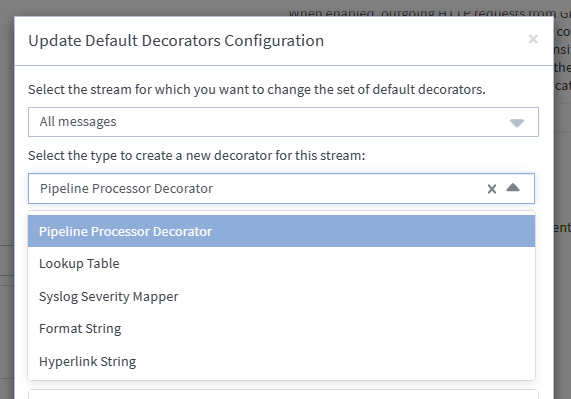 When enabled, outgoing HTTP requests from
Update Default Decorators Configuration
×
Select the stream for which you want to change the set of default decorators.
All messages
Select the type to create a new decorator for this stream:
Pipeline Processor Decorator
×
Pipeline Processor Decorator
Lookup Table
Syslog Severity Mapper
Format String
Hyperlink String